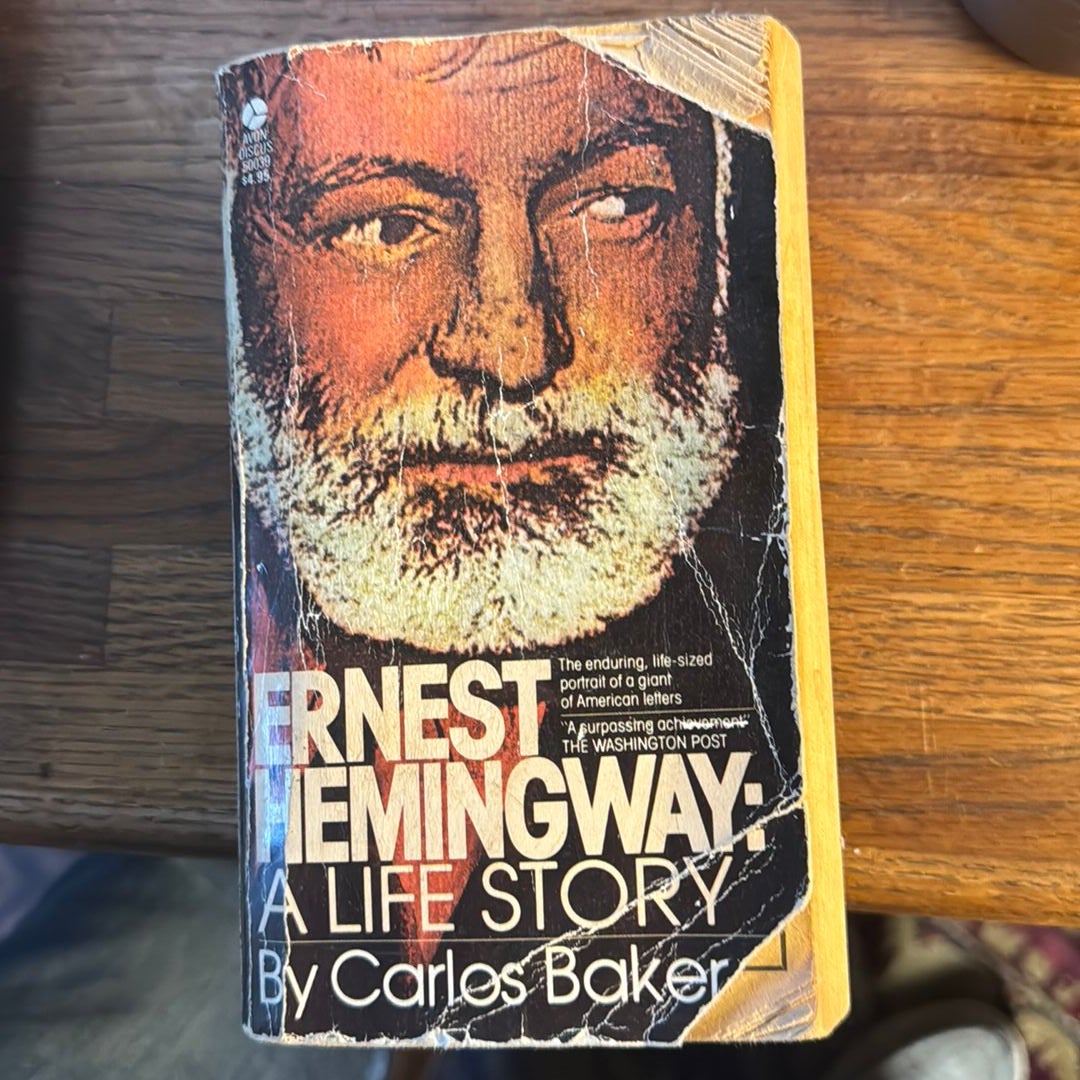 AVON
DISCUS
50039
$4.95
ERNEST
HEMINGWAY:
A LIFE STORY
By Carlos Baker
The enduring, life-sized
portrait of a giant
of American letters
"A surpassing achievement"
THE WASHINGTON POST